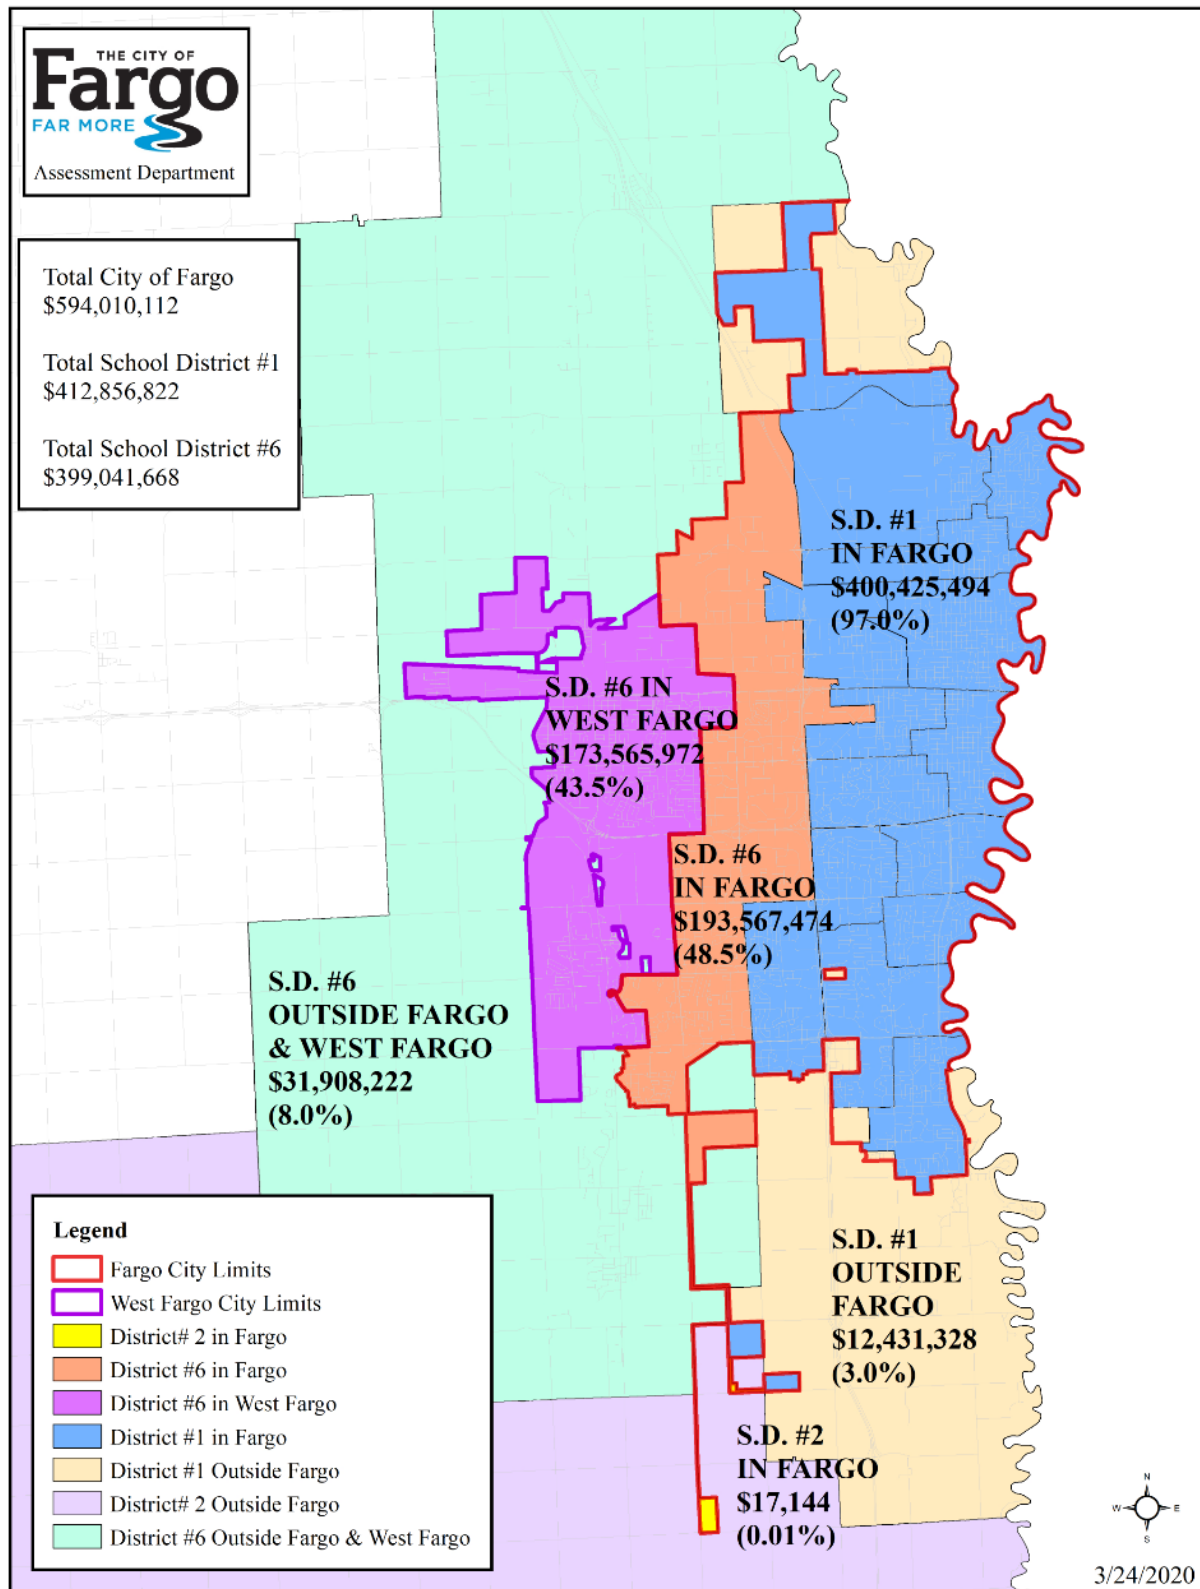 THE CITY OF
Fargo
FAR MORE
Assessment Department
Total City of Fargo
$594,010,112
Total School District #1
$412,856,822
Total School District #6
$399,041,668
S.D. #1
IN FARGO
$400,425,494
(97.0%)
S.D. #6 IN
WEST FARGO
$173,565,972
(43.5%)
S.D. #6
IN FARGO
$193,567,474
(48.5%)
S.D. #6
OUTSIDE FARGO
& WEST FARGO
$31,908,222
(8.0%)
S.D. #1
OUTSIDE
FARGO
$12,431,328
(3.0%)
S.D. #2
IN FARGO
$17,144
(0.01%)
Legend
Fargo City Limits
West Fargo City Limits
District# 2 in Fargo
District #6 in Fargo
District #6 in West Fargo
District #1 in Fargo
District #1 Outside Fargo
District# 2 Outside Fargo
District #6 Outside Fargo & West Fargo
N
W E
S
3/24/2020